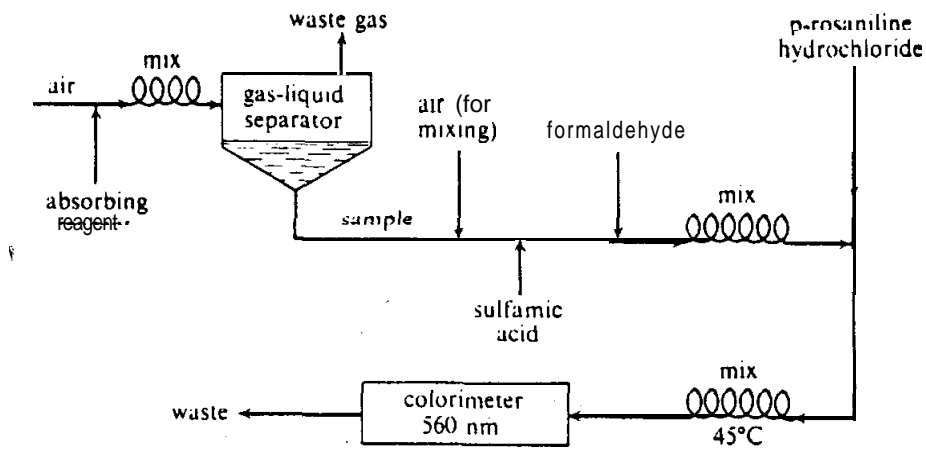 waste gas
p-rosaniline
hydrochloride
mix
air
gas-liquid
separator
air (for
mixing)
formaldehyde
absorbing
reagent
sample
mix
sulfamic
acid
mix
colorimeter
560 nm
waste
45°C